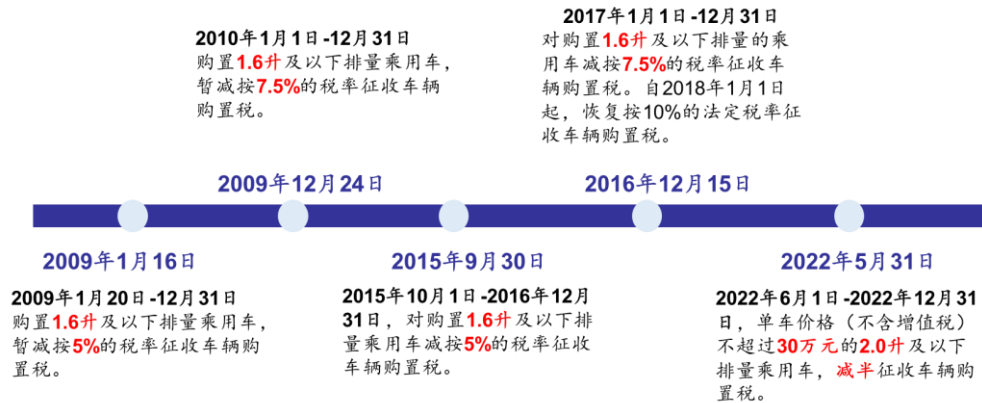 2010年1月1日-12月31日
购置1.6升及以下排量乘用车，
暂减按7.5%的税率征收车辆
购置税。
2017年1月1日-12月31日
对购置1.6升及以下排量的乘
用车减按7.5%的税率征收车
辆购置税。自2018年1月1日
起，恢复按10%的法定税率征
收车辆购置税。
2009年12月24日
2016年12月15日
2009年1月16日
2015年9月30日
2022年5月31日
2009年1月20日-12月31日
购置1.6升及以下排量乘用车，
暂减按5%的税率征收车辆购
置税。
2015年10月1日-2016年12月
31日，对购置1.6升及以下排
量乘用车减按5%的税率征收
车辆购置税。
2022年6月1日-2022年12月31
日，单车价格（不含增值税）
不超过30万元的2.0升及以下
排量乘用车，减半征收车辆购
置税。